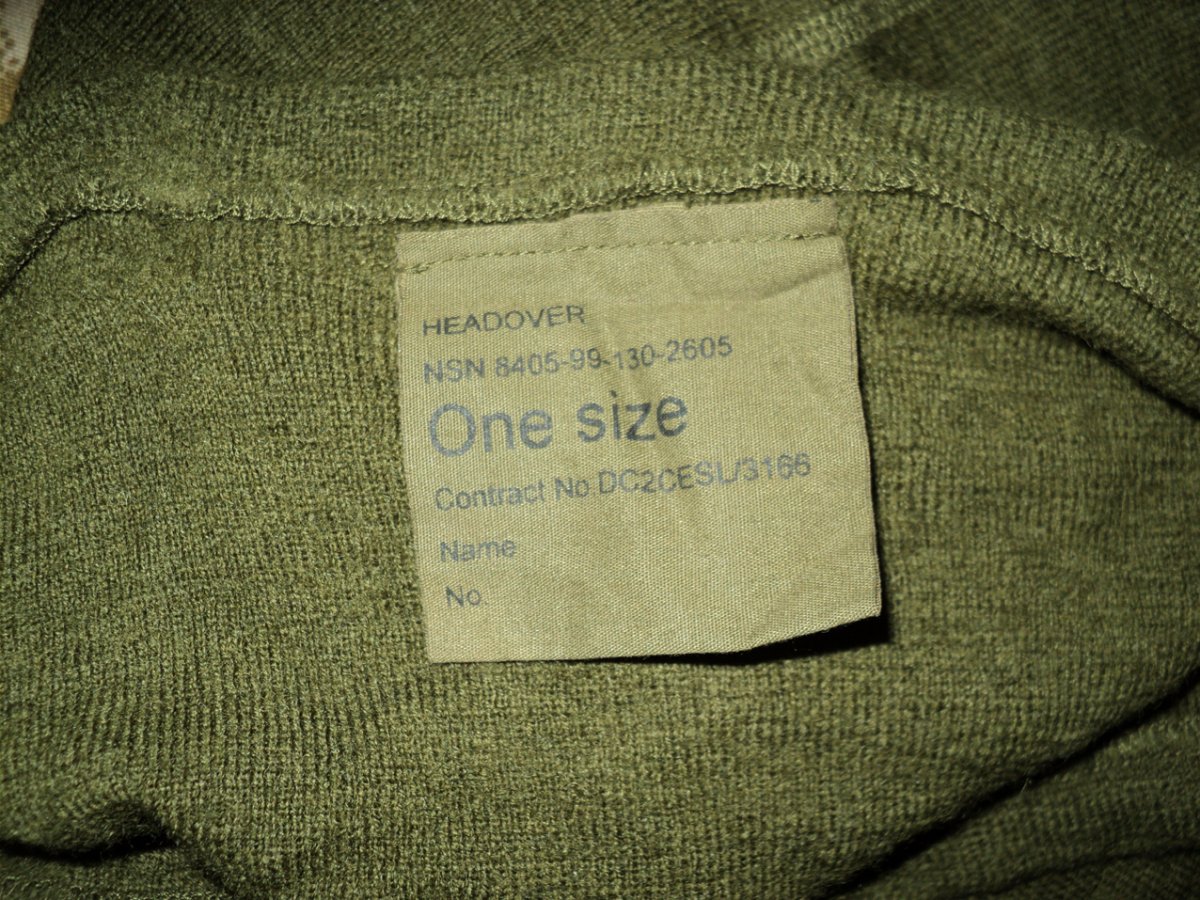 HEADOVER
NSN 8405-99-130-2605
One size
Contract No DC2CESL/3166
Name
No.